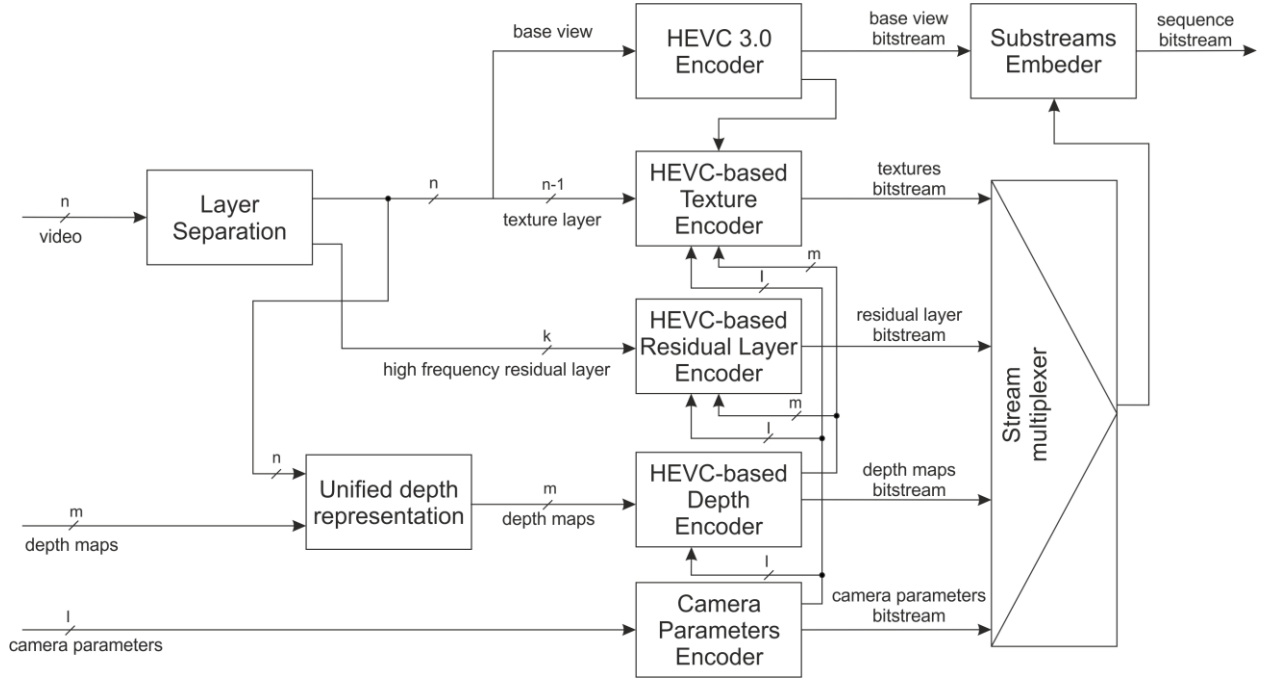 base view
HEVC 3.0
Encoder
base view
bitstream
Substreams
Embeder
sequence
bitstream
n
video
Layer
Separation
n
n-1
texture layer
HEVC-based
Texture
Encoder
textures
bitstream
m
l
k
high frequency residual layer
HEVC-based
Residual Layer
Encoder
residual layer
bitstream
m
l
Stream
multiplexer
n
m
depth maps
Unified depth
representation
m
depth maps
HEVC-based
Depth
Encoder
depth maps
bitstream
l
l
camera parameters
Camera
Parameters
Encoder
camera parameters
bitstream